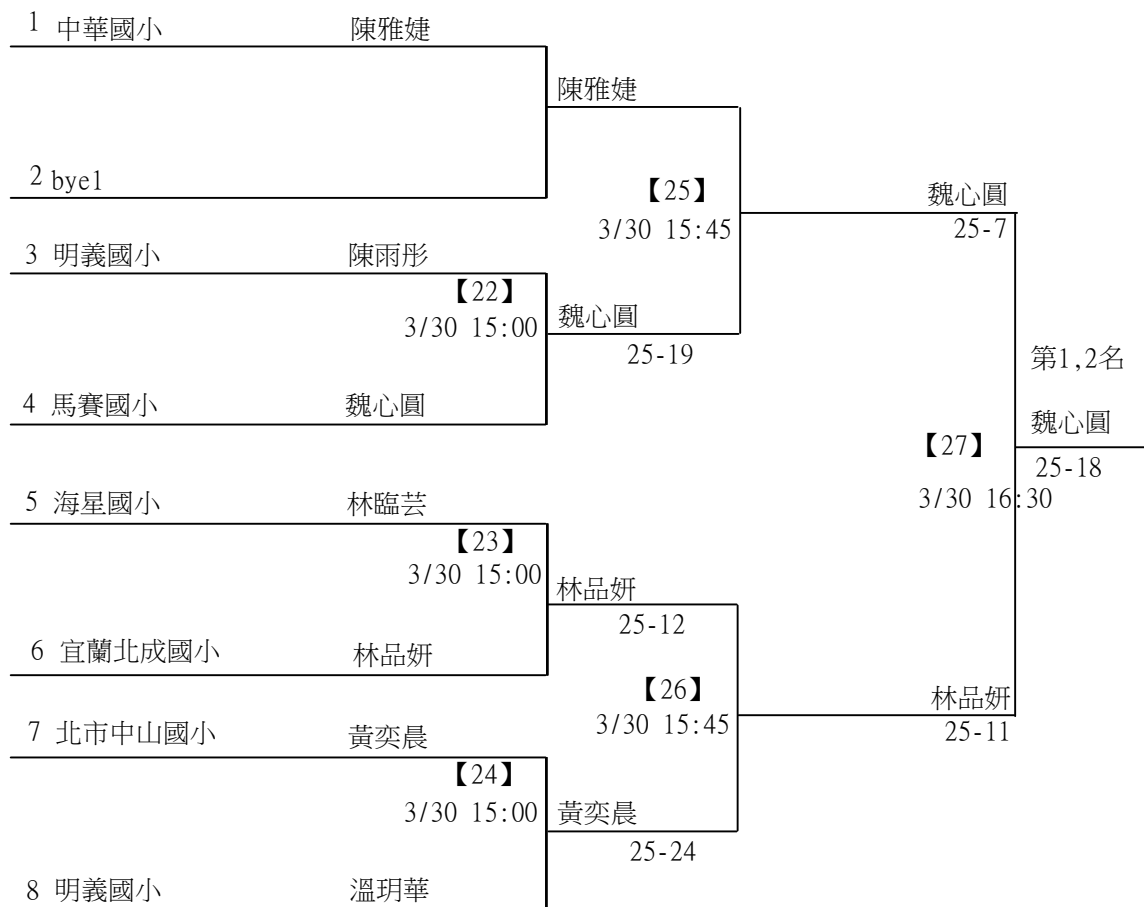 1 中華國小 陳雅婕
陳雅婕
2 bye1
【25】
魏心圓
3/30 15:45
25-7
3 明義國小 陳雨彤
【22】
3/30 15:00
魏心圓
25-19
第1,2名
4 馬賽國小 魏心圓
魏心圓
【27】
25-18
3/30 16:30
5 海星國小 林臨芸
【23】
3/30 15:00
林品妍
25-12
6 宜蘭北成國小 林品妍
【26】
3/30 15:45
林品妍
25-11
7 北市中山國小 黃奕晨
【24】
3/30 15:00
黃奕晨
25-24
8 明義國小 溫玥華